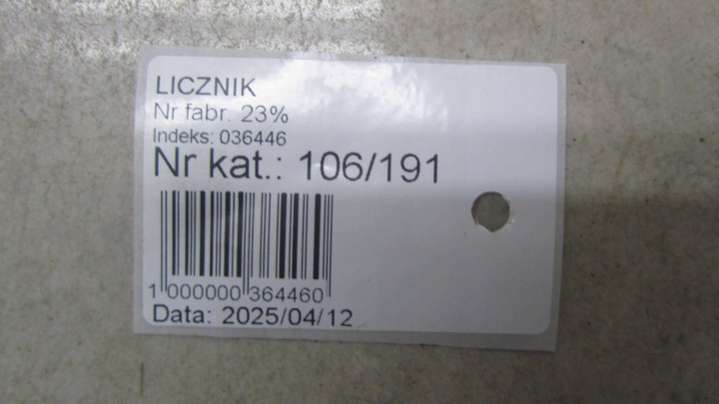 LICZNIK
Nr fabr. 23%
Indeks: 036446
Nr kat.: 106/191
1 000000 364460
Data: 2025/04/12